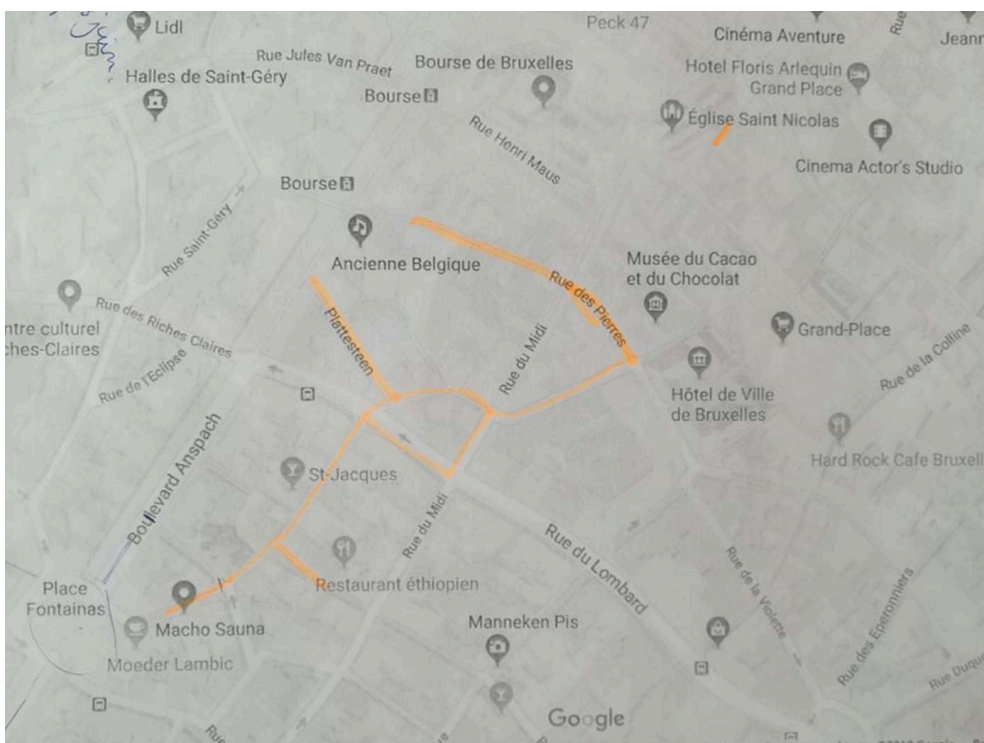 Peck 47
Lidl
Cinéma Aventure
Rue
Jeann
Rue Jules Van Praet
Bourse de Bruxelles
Halles de Saint-Géry
Hotel Floris Arlequin
Grand Place
Bourse
Église Saint Nicolas
Rue Henri Maus
Cinema Actor's Studio
Bourse
Rue Saint-Géry
Ancienne Belgique
Musée du Cacao
et du Chocolat
Rue des Pierres
ntre culturel
ches-Claires
Rue des Riches Claires
Plattesteen
Rue du Midi
Grand-Place
Rue de la Colline
Rue de l'Eclipse
Hôtel de Ville
de Bruxelles
Boulevard Anspach
St-Jacques
Hard Rock Cafe Bruxell
Rue du Midi
Rue du Lombard
Place
Fontainas
Restaurant éthiopien
Rue de la Violette
Rue des Eperonniers
Macho Sauna
Manneken Pis
Moeder Lambic
Rue Duqu
Google
Rue